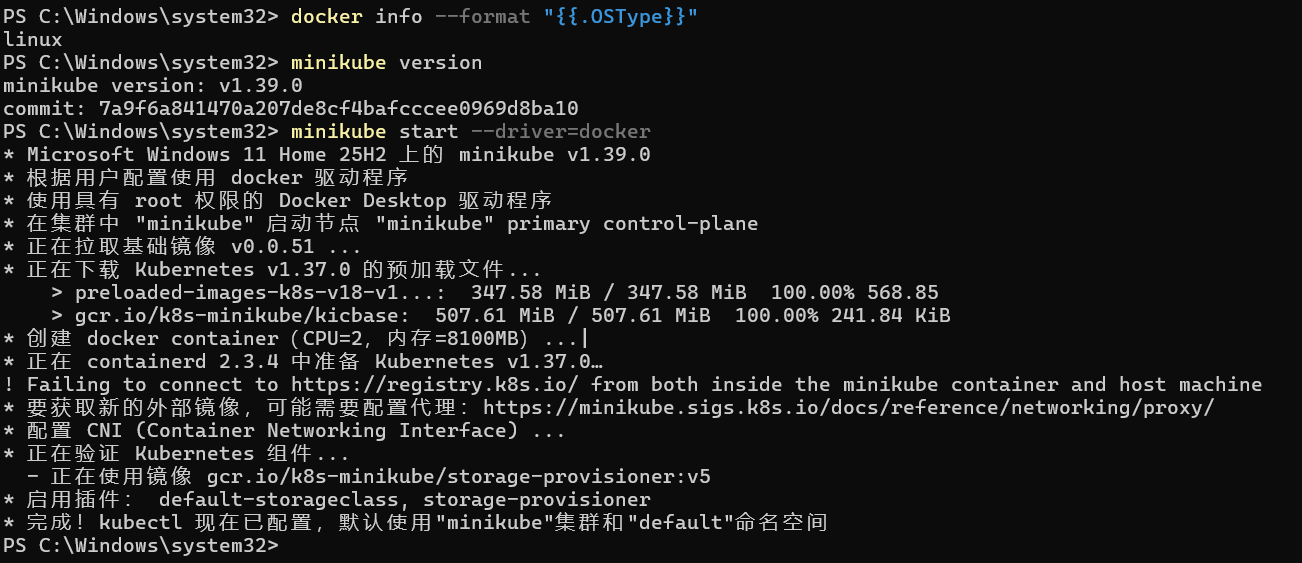 PS C:\Windows\system32> docker info --format "{{.OSType}}"
linux
PS C:\Windows\system32> minikube version
minikube version: v1.39.0
commit: 7a9f6a841470a207de8cf4bafcccee0969d8ba10
PS C:\Windows\system32> minikube start --driver=docker
* Microsoft Windows 11 Home 25H2 上的 minikube v1.39.0
* 根据用户配置使用 docker 驱动程序
* 使用具有 root 权限的 Docker Desktop 驱动程序
* 在集群中 "minikube" 启动节点 "minikube" primary control-plane
* 正在拉取基础镜像 v0.0.51 ...
* 正在下载 Kubernetes v1.37.0 的预加载文件...
    > preloaded-images-k8s-v18-v1...:  347.58 MiB / 347.58 MiB  100.00% 568.85
    > gcr.io/k8s-minikube/kicbase:  507.61 MiB / 507.61 MiB  100.00% 241.84 KiB
* 创建 docker container（CPU=2，内存=8100MB）...|
* 正在 containerd 2.3.4 中准备 Kubernetes v1.37.0…
! Failing to connect to https://registry.k8s.io/ from both inside the minikube container and host machine
* 要获取新的外部镜像，可能需要配置代理：https://minikube.sigs.k8s.io/docs/reference/networking/proxy/
* 配置 CNI (Container Networking Interface) ...
* 正在验证 Kubernetes 组件...
  - 正在使用镜像 gcr.io/k8s-minikube/storage-provisioner:v5
* 启用插件： default-storageclass, storage-provisioner
* 完成！kubectl 现在已配置，默认使用"minikube"集群和"default"命名空间
PS C:\Windows\system32>